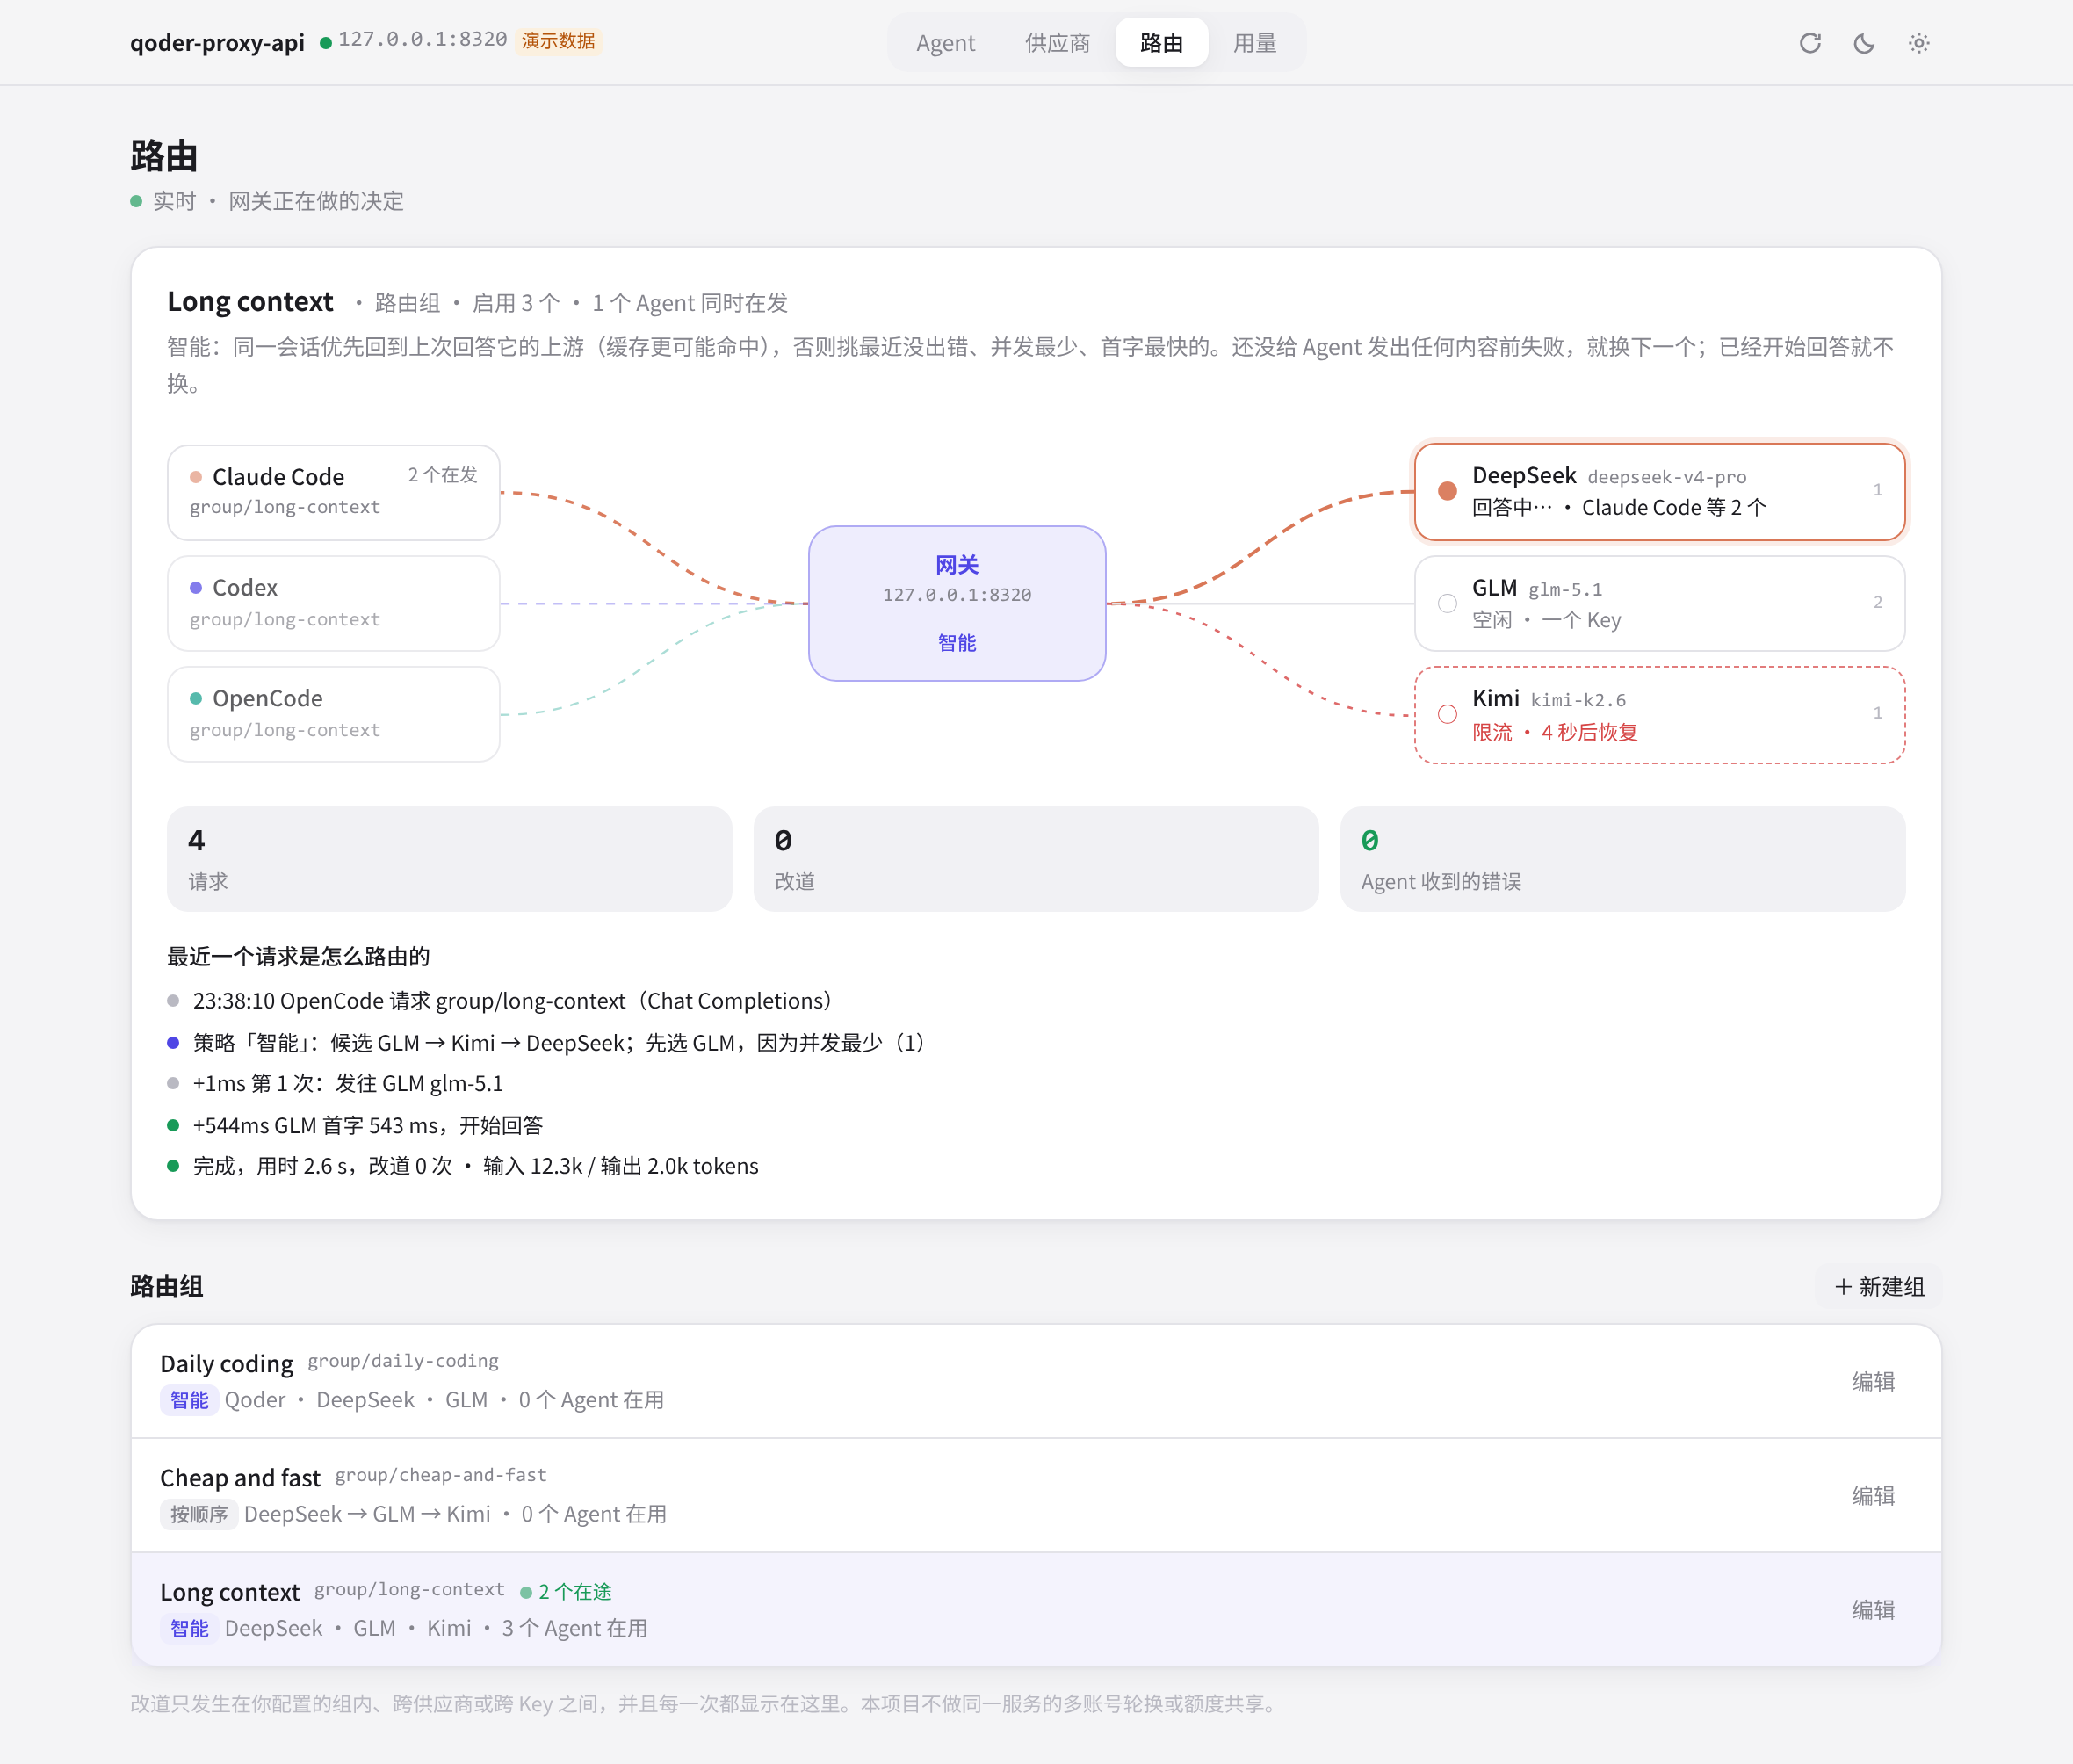 qoder-proxy-api 127.0.0.1:8320 演示数据
Agent 供应商 路由 用量
路由
实时 · 网关正在做的决定
Long context · 路由组 · 启用 3 个 · 1 个 Agent 同时在发
智能：同一会话优先回到上次回答它的上游（缓存更可能命中），否则挑最近没出错、并发最少、首字最快的。还没给 Agent 发出任何内容前失败，就换下一个；已经开始回答就不
换。
Claude Code 2 个在发
group/long-context
Codex
group/long-context
OpenCode
group/long-context
网关
127.0.0.1:8320
智能
DeepSeek deepseek-v4-pro 1
回答中… · Claude Code 等 2 个
GLM glm-5.1 2
空闲 · 一个 Key
Kimi kimi-k2.6 1
限流 · 4 秒后恢复
4
请求
0
改道
0
Agent 收到的错误
最近一个请求是怎么路由的
23:38:10 OpenCode 请求 group/long-context（Chat Completions）
策略「智能」：候选 GLM → Kimi → DeepSeek；先选 GLM，因为并发最少（1）
+1ms 第 1 次：发往 GLM glm-5.1
+544ms GLM 首字 543 ms，开始回答
完成，用时 2.6 s，改道 0 次 · 输入 12.3k / 输出 2.0k tokens
路由组 + 新建组
Daily coding group/daily-coding
智能 Qoder · DeepSeek · GLM · 0 个 Agent 在用
编辑
Cheap and fast group/cheap-and-fast
按顺序 DeepSeek → GLM → Kimi · 0 个 Agent 在用
编辑
Long context group/long-context 2 个在途
智能 DeepSeek · GLM · Kimi · 3 个 Agent 在用
编辑
改道只发生在你配置的组内、跨供应商或跨 Key 之间，并且每一次都显示在这里。本项目不做同一服务的多账号轮换或额度共享。